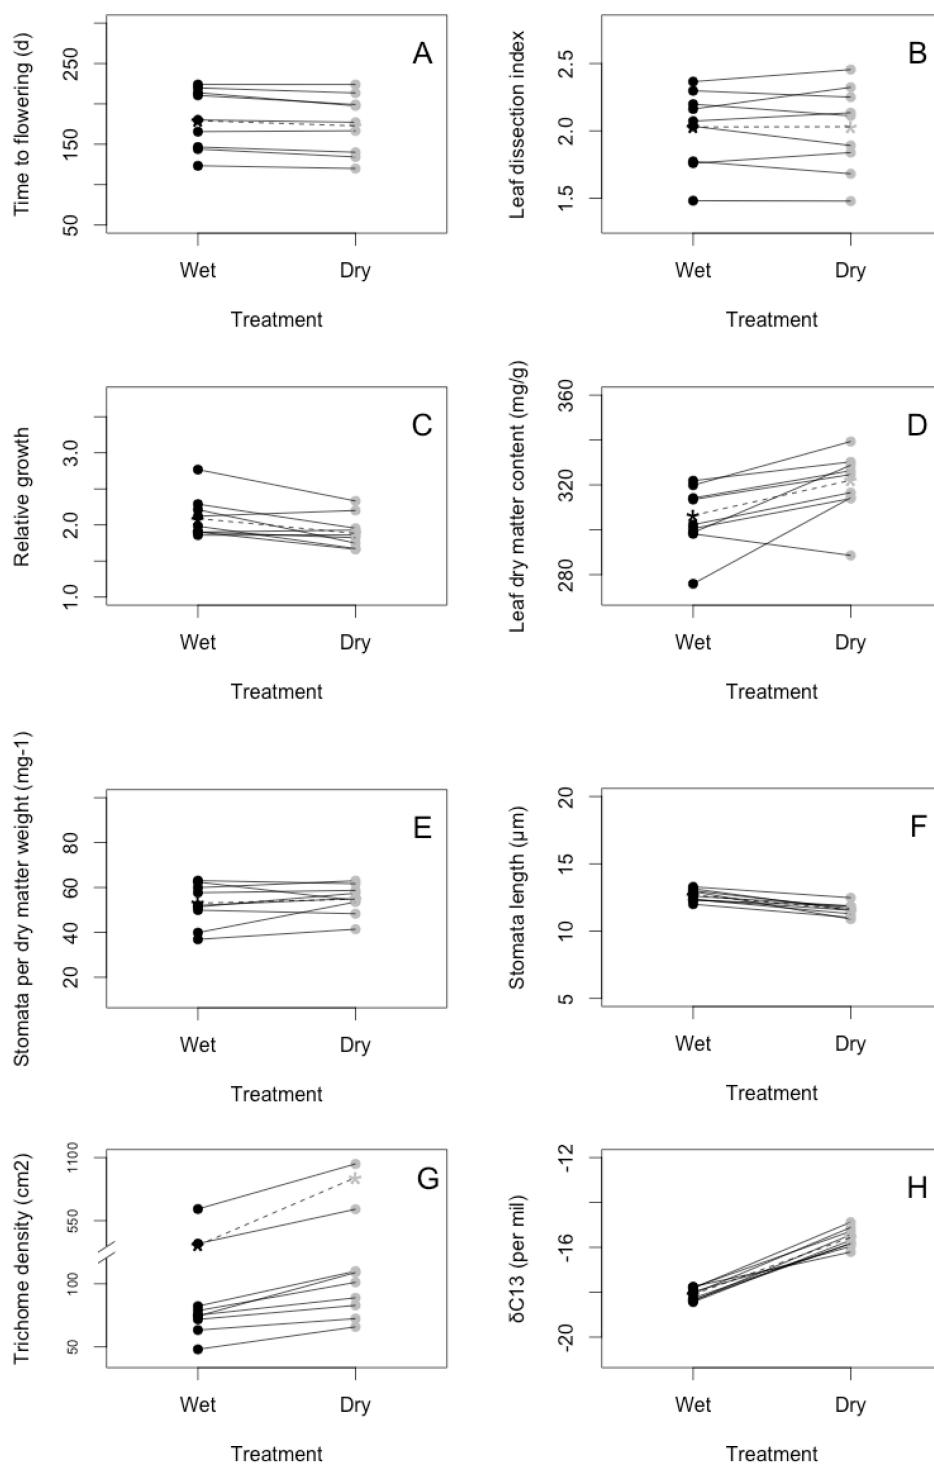 Time to flowering (d)
250
150
50
A
Wet
Dry
Treatment
Leaf dissection index
2.5
2.0
1.5
B
Wet
Dry
Treatment
Relative growth
3.0
2.0
1.0
C
Wet
Dry
Treatment
Leaf dry matter content (mg/g)
360
320
280
D
Wet
Dry
Treatment
Stomata per dry matter weight (mg-1)
80
60
40
20
E
Wet
Dry
Treatment
Stomata length (µm)
20
15
10
5
F
Wet
Dry
Treatment
Trichome density (cm2)
1100
550
100
50
G
Wet
Dry
Treatment
δC13 (per mil)
-12
-16
-20
H
Wet
Dry
Treatment